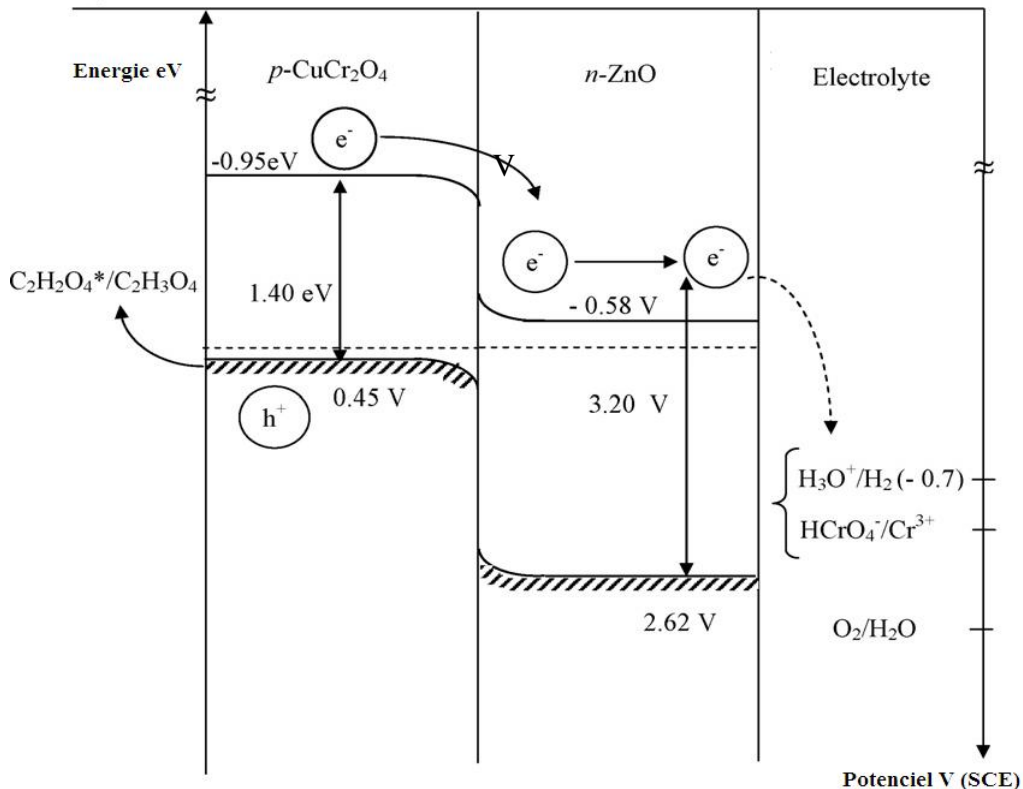 Energie eV
p-CuCr₂O₄
n-ZnO
Electrolyte
e⁻
-0.95eV
V
e⁻
e⁻
C₂H₂O₄*/C₂H₃O₄
1.40 eV
- 0.58 V
0.45 V
3.20 V
h⁺
H₃O⁺/H₂ (- 0.7)
HCrO₄⁻/Cr³⁺
2.62 V
O₂/H₂O
Potenciel V (SCE)